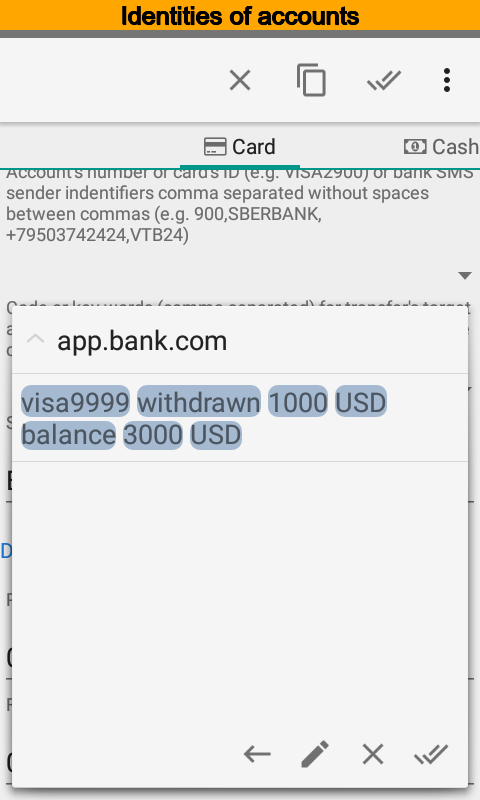 Identities of accounts
Card
Cash
Account's number or card's ID (e.g. VISA2900) or bank SMS
sender indentifiers comma separated without spaces
between commas (e.g. 900,SBERBANK,
+79503742424,VTB24)
Code or key words (comma separated) for transfer's target
app.bank.com
visa9999 withdrawn 1000 USD
balance 3000 USD
D